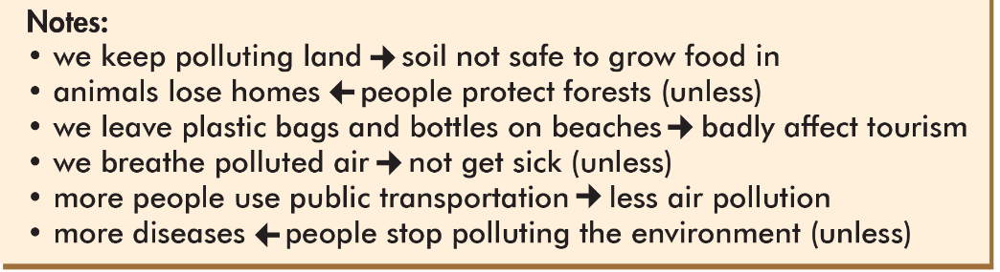 Notes:
• we keep polluting land → soil not safe to grow food in
• animals lose homes ← people protect forests (unless)
• we leave plastic bags and bottles on beaches → badly affect tourism
• we breathe polluted air → not get sick (unless)
• more people use public transportation → less air pollution
• more diseases ← people stop polluting the environment (unless)